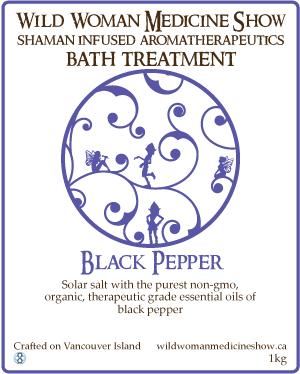 Wild Woman Medicine Show
Shaman Infused Aromatherapeutics
Bath Treatment
Black Pepper
Solar salt with the purest non-gmo,
organic, therapeutic grade essential oils of
black pepper
Crafted on Vancouver Island wildwomanmedicineshow.ca
1kg